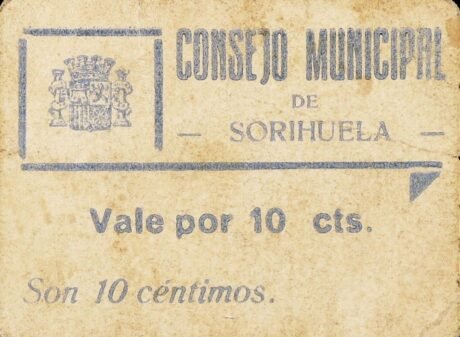 CONSEJO MUNICIPAL
DE
— SORIHUELA —
Vale por 10 cts.
Son 10 céntimos.